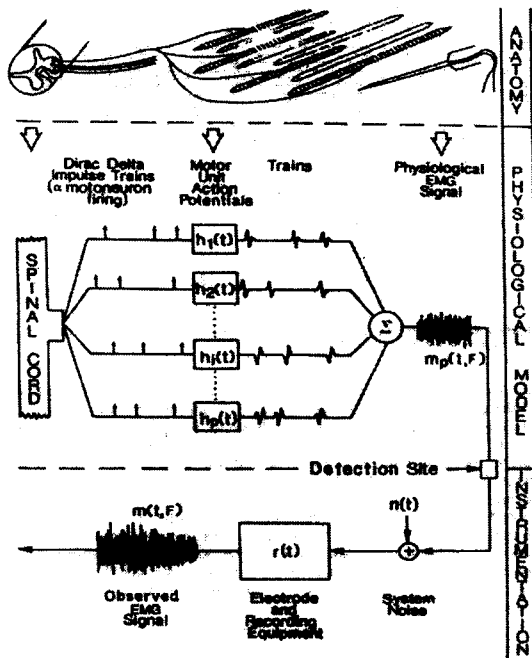 ANATOMY
Dirac Delta
Impulse Trains
(α motoneuron
firing)
Motor
Unit
Action
Potentials
Trains
Physiological
EMG
Signal
PHYSIOLOGICAL MODEL
SPINAL CORD
h₁(t)
h₂(t)
hᵢ(t)
hₚ(t)
Σ
mₚ(t,F)
Detection Site
INSTRUMENTATION
m(t,F)
n(t)
r(t)
+
Observed
EMG
Signal
Electrode
and
Recording
Equipment
System
Noise